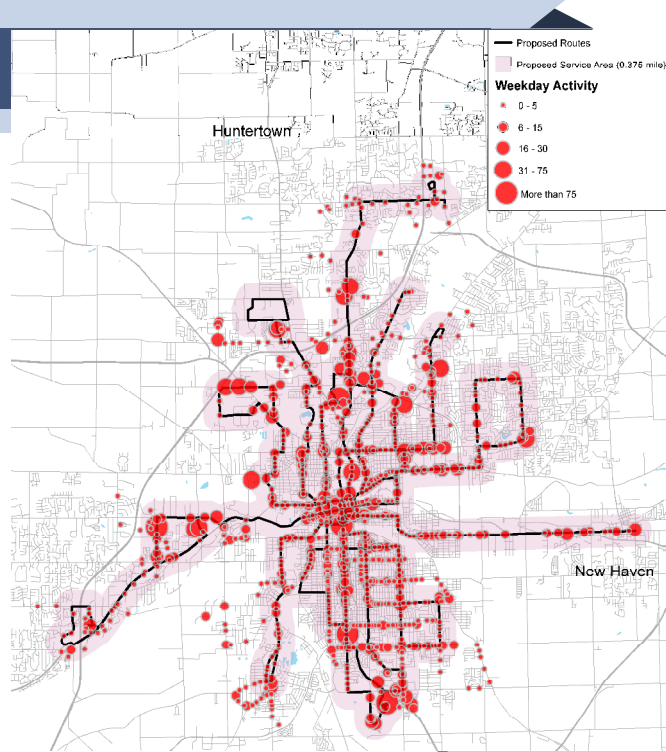 Proposed Routes
Proposed Service Area (0.375 mile)
Weekday Activity
0 - 5
6 - 15
16 - 30
31 - 75
More than 75
Huntertown
New Haven